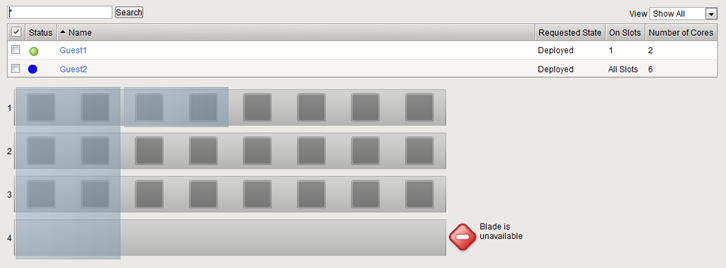 * Search View Show All
Status Name Requested State On Slots Number of Cores
Guest1 Deployed 1 2
Guest2 Deployed All Slots 6
1
2
3
4 Blade is
unavailable